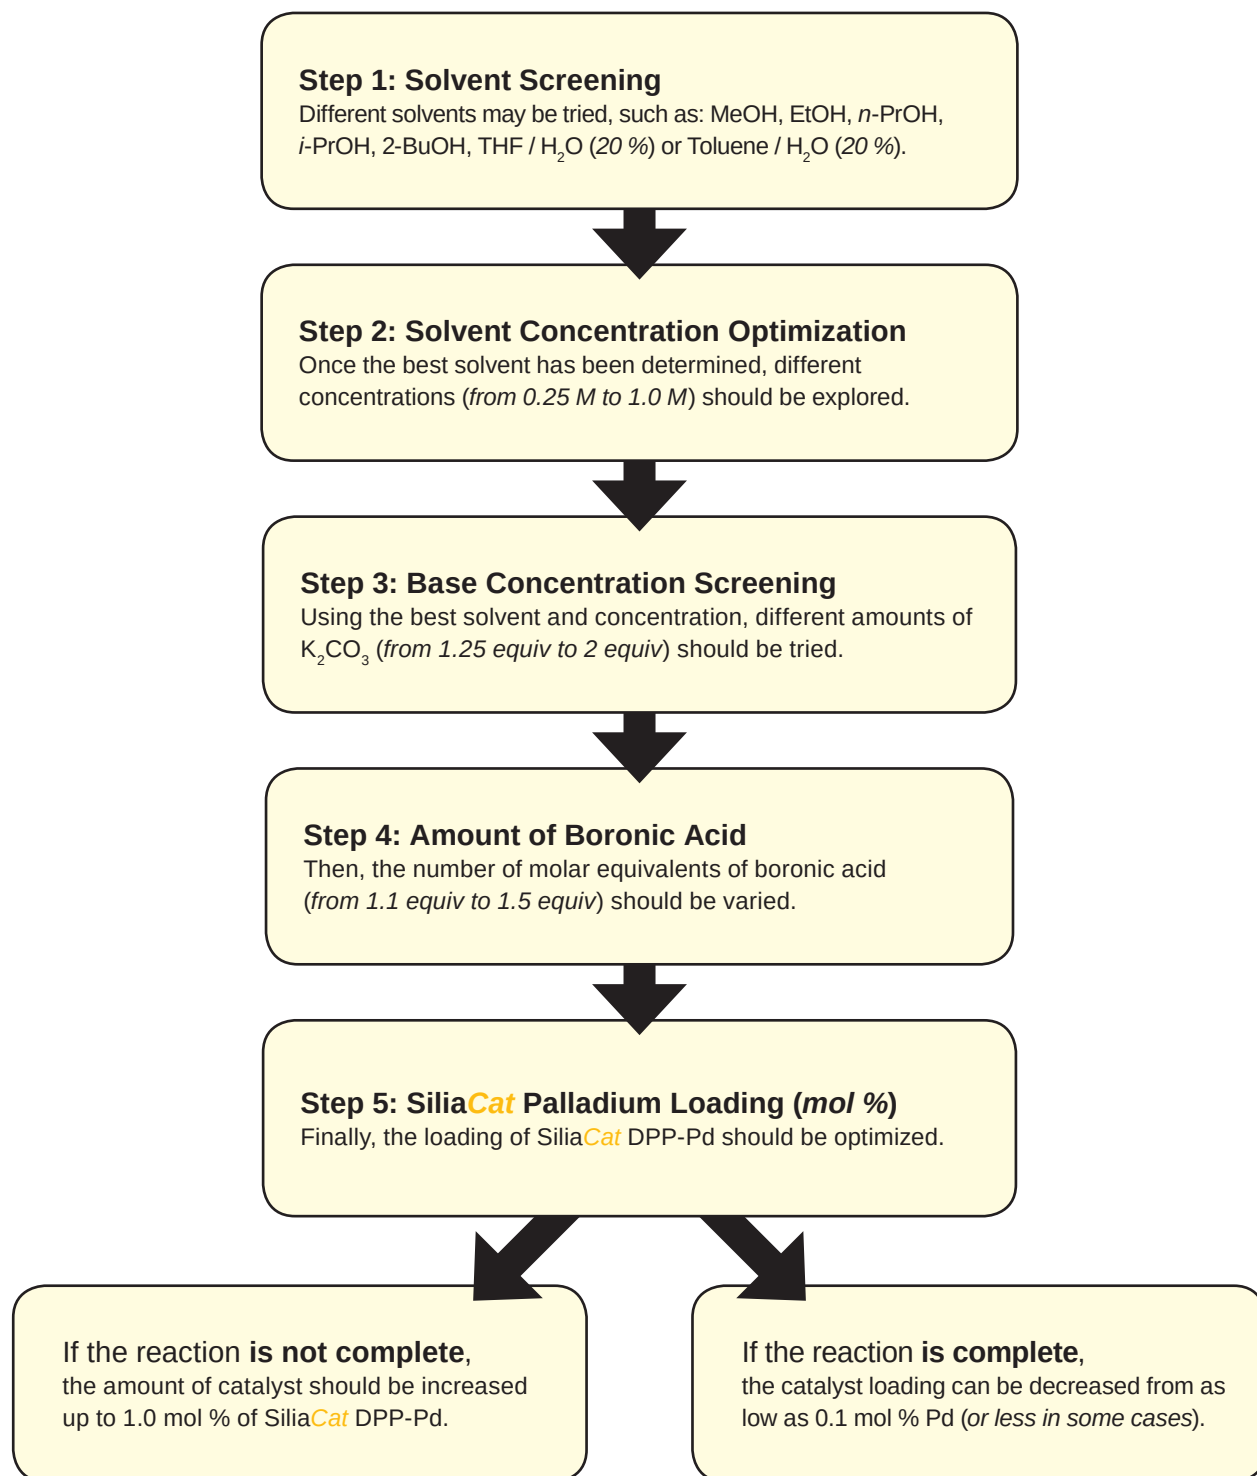 Step 1: Solvent Screening
Different solvents may be tried, such as: MeOH, EtOH, n-PrOH,
i-PrOH, 2-BuOH, THF / H₂O (20 %) or Toluene / H₂O (20 %).
Step 2: Solvent Concentration Optimization
Once the best solvent has been determined, different
concentrations (from 0.25 M to 1.0 M) should be explored.
Step 3: Base Concentration Screening
Using the best solvent and concentration, different amounts of
K₂CO₃ (from 1.25 equiv to 2 equiv) should be tried.
Step 4: Amount of Boronic Acid
Then, the number of molar equivalents of boronic acid
(from 1.1 equiv to 1.5 equiv) should be varied.
Step 5: SiliaCat Palladium Loading (mol %)
Finally, the loading of SiliaCat DPP-Pd should be optimized.
If the reaction is not complete,
the amount of catalyst should be increased
up to 1.0 mol % of SiliaCat DPP-Pd.
If the reaction is complete,
the catalyst loading can be decreased from as
low as 0.1 mol % Pd (or less in some cases).